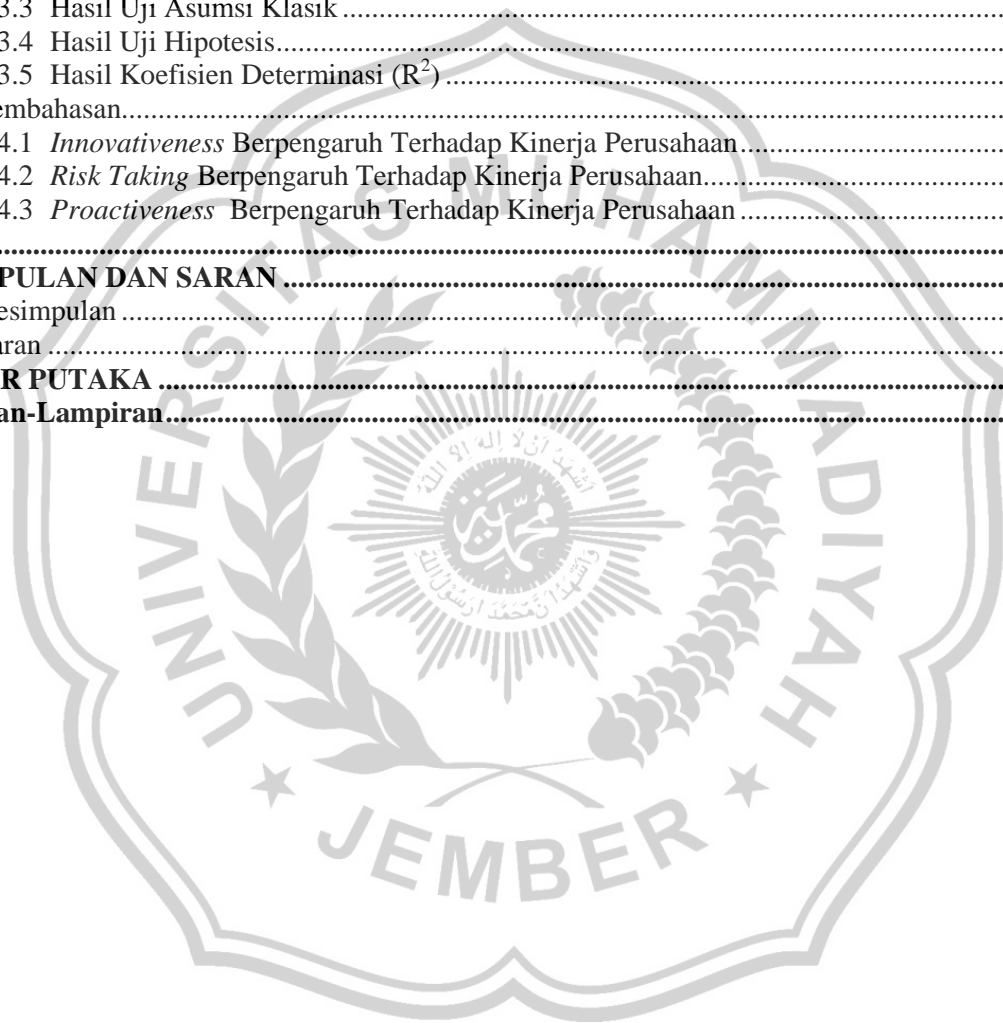 3.3 Hasil Uji Asumsi Klasik ........................................................................................................
3.4 Hasil Uji Hipotesis........................................................................................................
3.5 Hasil Koefisien Determinasi (R²) ........................................................................................................
embahasan........................................................................................................
4.1 Innovativeness Berpengaruh Terhadap Kinerja Perusahaan........................................................
4.2 Risk Taking Berpengaruh Terhadap Kinerja Perusahaan........................................................
4.3 Proactiveness Berpengaruh Terhadap Kinerja Perusahaan ........................................................
........................................................................................................
PULAN DAN SARAN ........................................................................................................
esimpulan ........................................................................................................
aran ........................................................................................................
R PUTAKA ........................................................................................................
an-Lampiran........................................................................................................
UNIVERSITAS MUHAMMADIYAH
JEMBER